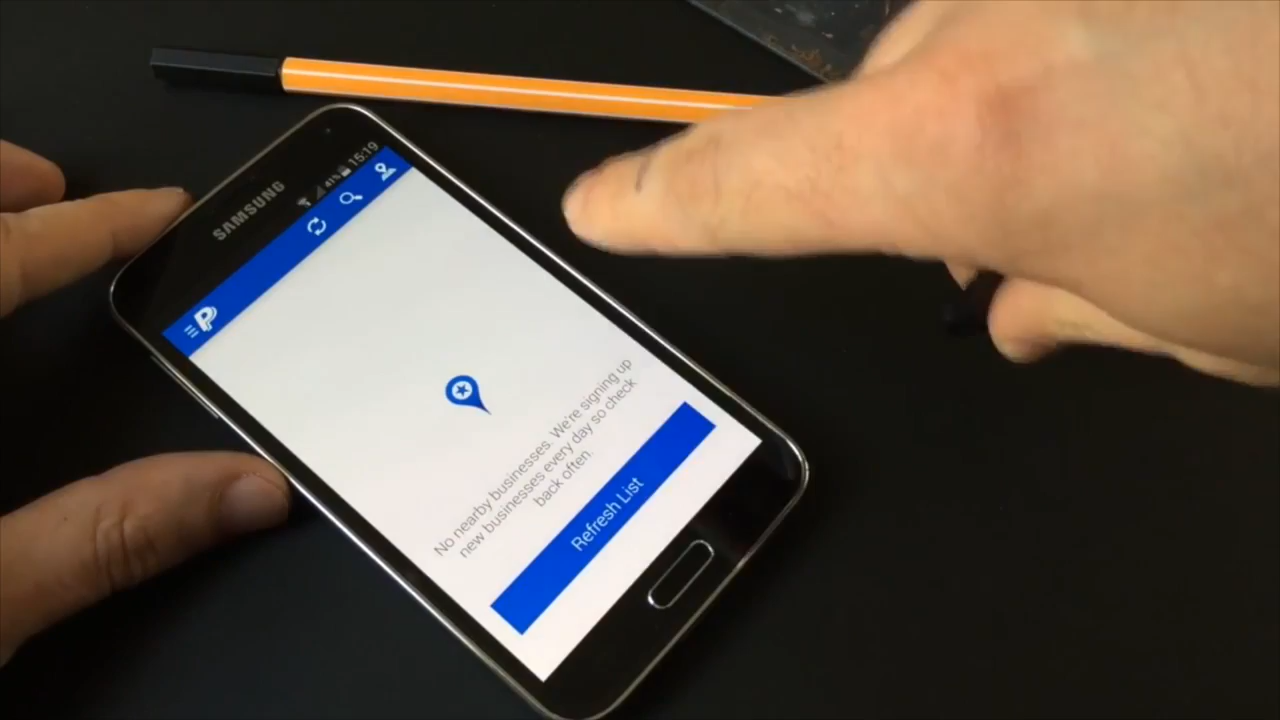 SAMSUNG
41% 15:19
No nearby businesses. We're signing up
new businesses every day so check
back often.
Refresh List